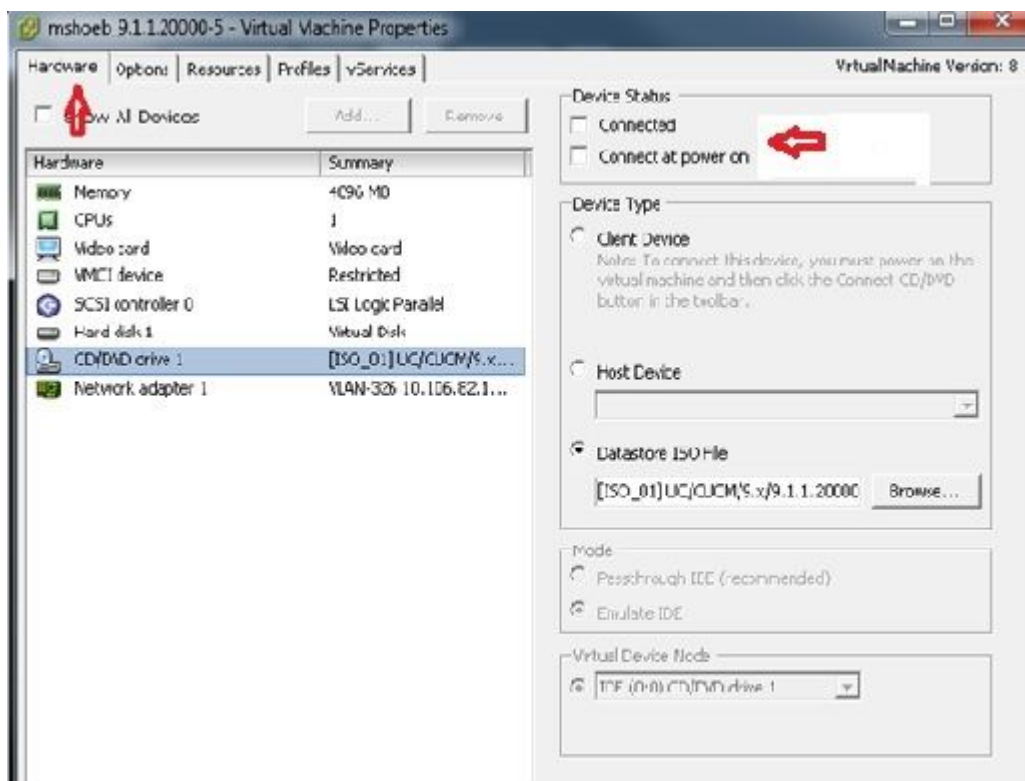 mshoeb 9.1.1.20000-5 - Virtual Machine Properties
Hardware Options Resources Profiles vServices
Virtual Machine Version: 8
Show All Devices
Add... Remove
Hardware Summary
Memory 4096 MB
CPUs 1
Video card Video card
VMCI device Restricted
SCSI controller 0 LSI Logic Parallel
Hard disk 1 Virtual Disk
CD/DVD drive 1 [ISO_01] UC/CUCM/9.x...
Network adapter 1 VLAN-326 10.106.82.1...
Device Status
Connected
Connect at power on
Device Type
Client Device
Note: To connect this device, you must power on the
virtual machine and then click the Connect CD/DVD
button in the toolbar.
Host Device
Datastore ISO File
[ISO_01] UC/CUCM/9.x/9.1.1.20000
Browse...
Mode
Passthrough IDE (recommended)
Emulate IDE
Virtual Device Node
IDE (0:0) CD/DVD drive 1